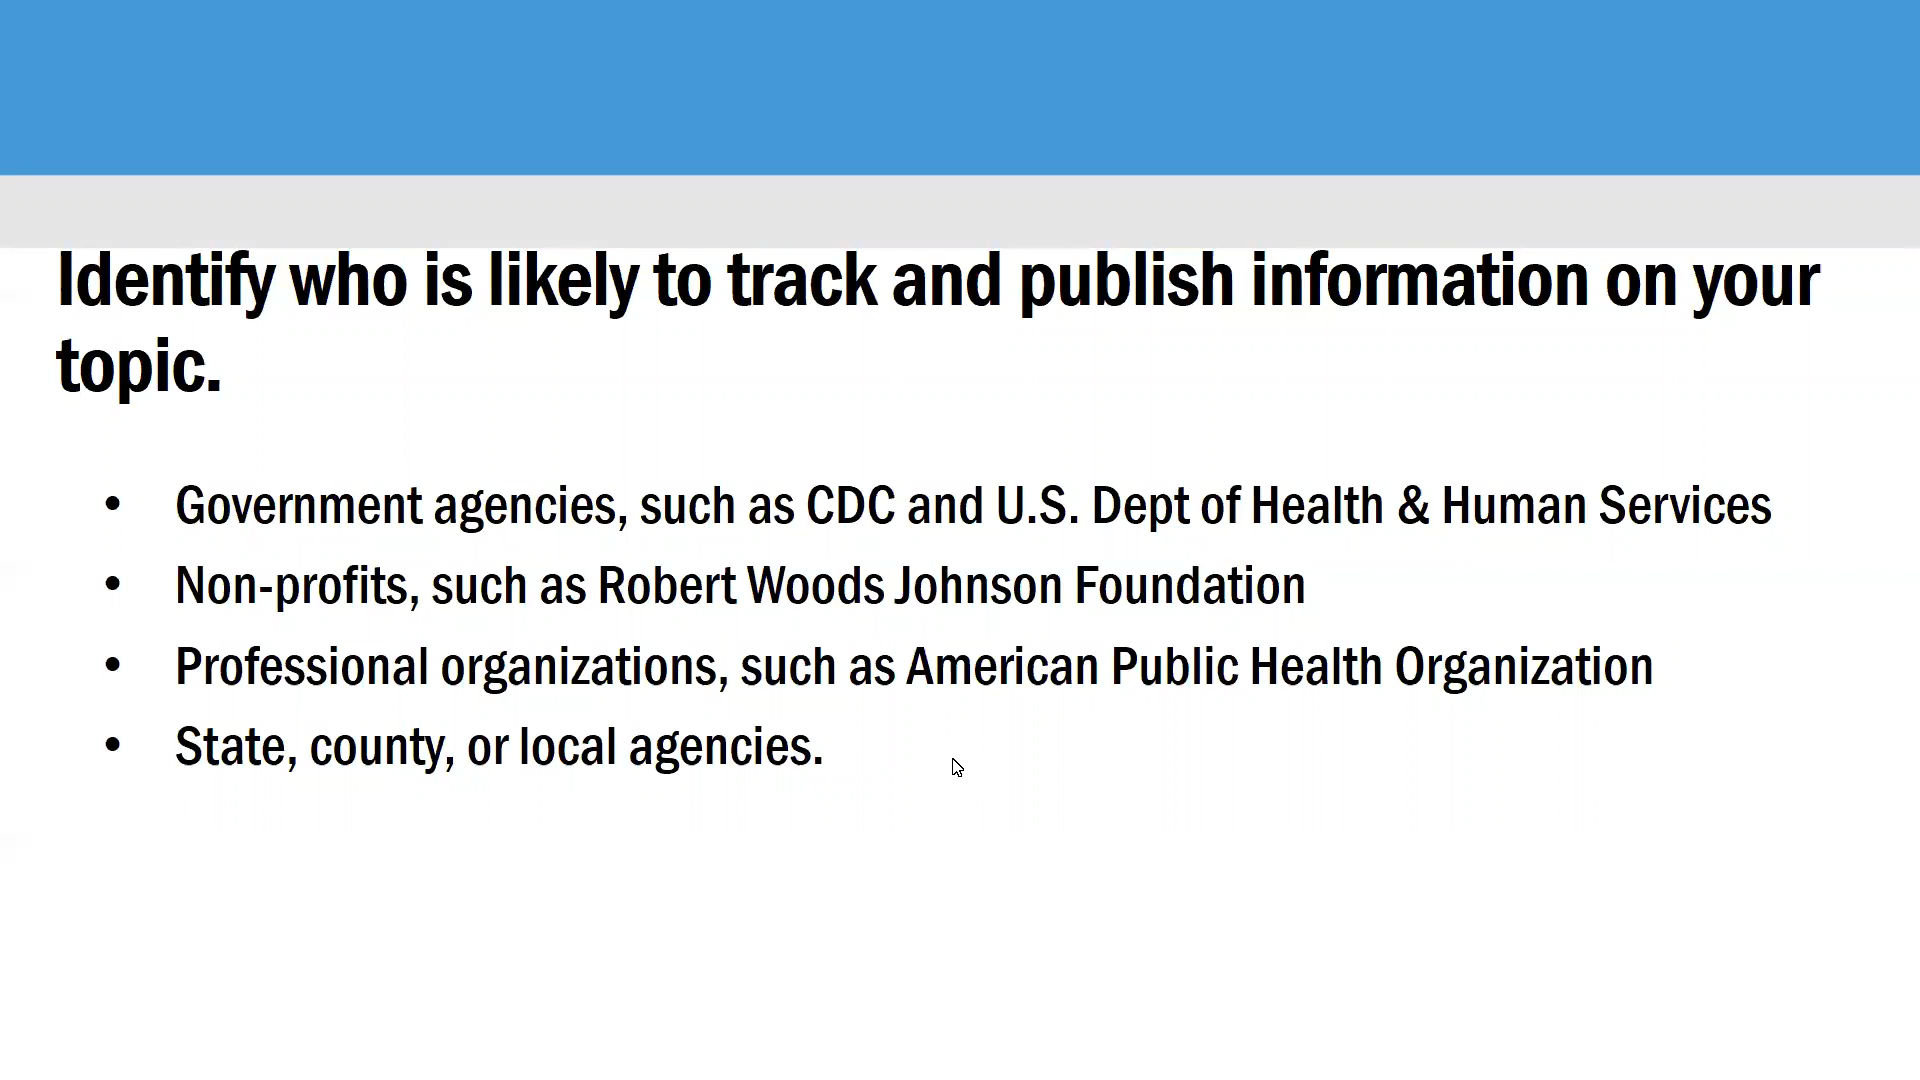 Identify who is likely to track and publish information on your
topic.
• Government agencies, such as CDC and U.S. Dept of Health & Human Services
• Non-profits, such as Robert Woods Johnson Foundation
• Professional organizations, such as American Public Health Organization
• State, county, or local agencies.